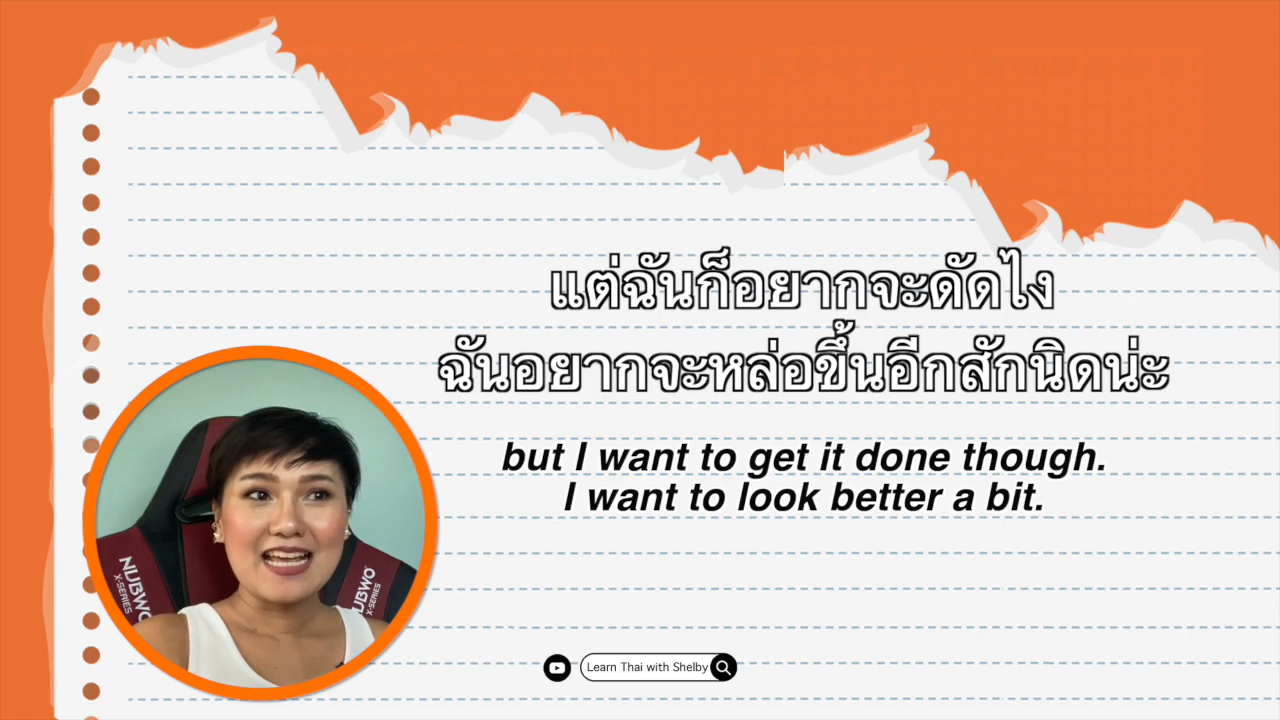 แต่ฉันก็อยากจะดัดไง
ฉันอยากจะหล่อขึ้นอีกสักนิดน่ะ
but I want to get it done though.
I want to look better a bit.
NUBWO
X-SERIES
UBWO
X-SERIES
Learn Thai with Shelby